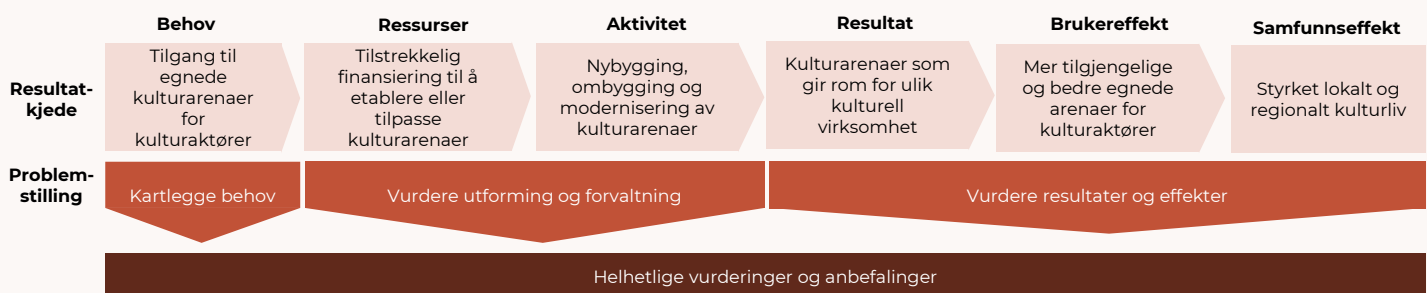 Behov
Ressurser
Aktivitet
Resultat
Brukereffekt
Samfunnseffekt
Resultat-
kjede
Tilgang til
egnede
kulturarenaer
for
kulturaktører
Tilstrekkelig
finansiering til å
etablere eller
tilpasse
kulturarenaer
Nybygging,
ombygging og
modernisering av
kulturarenaer
Kulturarenaer som
gir rom for ulik
kulturell
virksomhet
Mer tilgjengelige
og bedre egnede
arenaer for
kulturaktører
Styrket lokalt og
regionalt kulturliv
Problem-
stilling
Kartlegge behov
Vurdere utforming og forvaltning
Vurdere resultater og effekter
Helhetlige vurderinger og anbefalinger